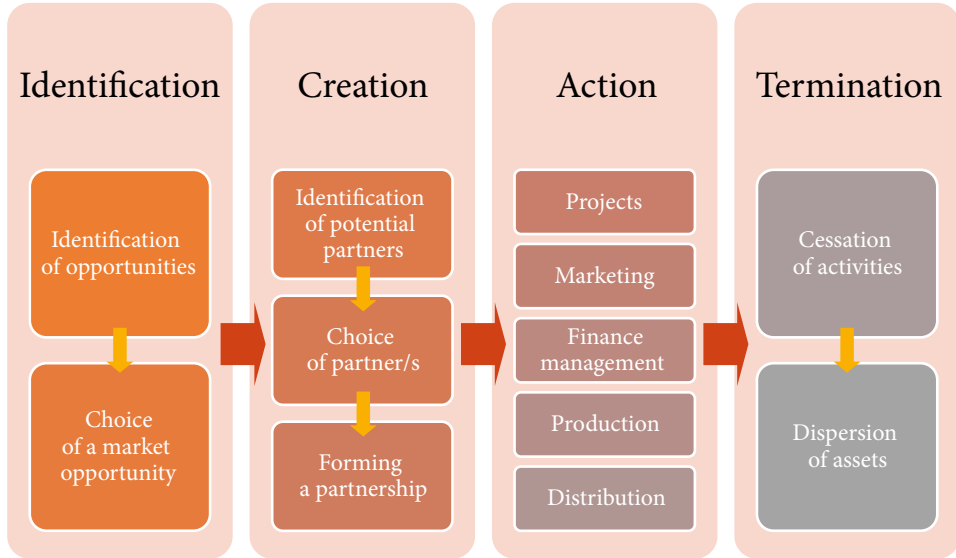 Identification
Identification
of opportunities
Choice
of a market
opportunity
Creation
Identification
of potential
partners
Choice
of partner/s
Forming
a partnership
Action
Projects
Marketing
Finance
management
Production
Distribution
Termination
Cessation
of activities
Dispersion
of assets